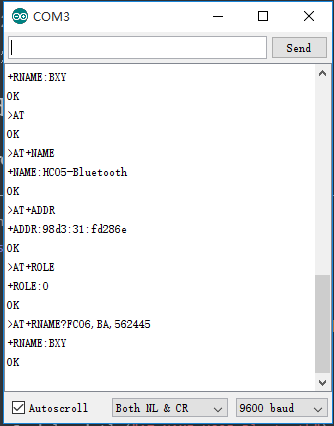 COM3
Send
+RNAME:BXY
OK
>AT
OK
>AT+NAME
+NAME:HC05-Bluetooth
OK
>AT+ADDR
+ADDR:98d3:31:fd286e
OK
>AT+ROLE
+ROLE:0
OK
>AT+RNAME?FC06,BA,562445
+RNAME:BXY
OK
Autoscroll Both NL & CR 9600 baud